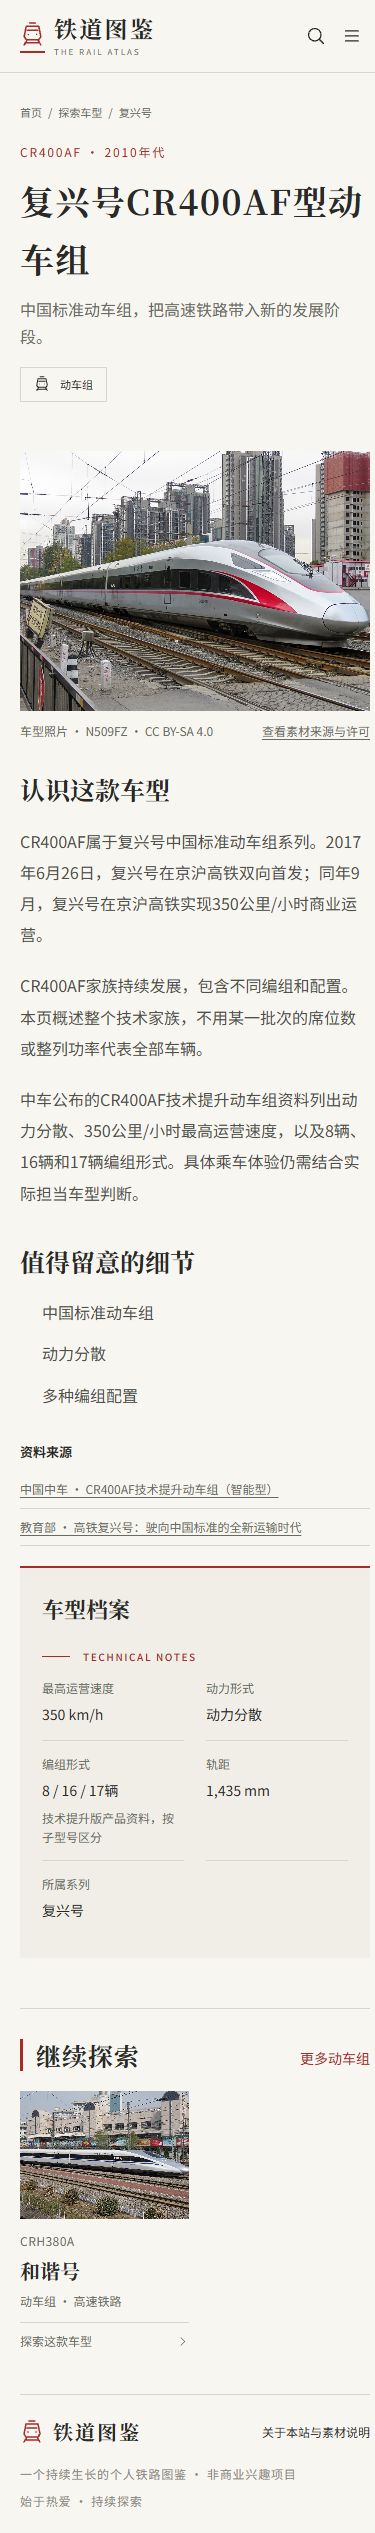 铁道图鉴
THE RAIL ATLAS
首页 / 探索车型 / 复兴号
CR400AF · 2010年代
复兴号CR400AF型动
车组
中国标准动车组，把高速铁路带入新的发展阶
段。
动车组
车型照片 · N509FZ · CC BY-SA 4.0
查看素材来源与许可
认识这款车型
CR400AF属于复兴号中国标准动车组系列。2017
年6月26日，复兴号在京沪高铁双向首发；同年9
月，复兴号在京沪高铁实现350公里/小时商业运
营。
CR400AF家族持续发展，包含不同编组和配置。
本页概述整个技术家族，不用某一批次的席位数
或整列功率代表全部车辆。
中车公布的CR400AF技术提升动车组资料列出动
力分散、350公里/小时最高运营速度，以及8辆、
16辆和17辆编组形式。具体乘车体验仍需结合实
际担当车型判断。
值得留意的细节
中国标准动车组
动力分散
多种编组配置
资料来源
中国中车 · CR400AF技术提升动车组（智能型）
教育部 · 高铁复兴号：驶向中国标准的全新运输时代
车型档案
TECHNICAL NOTES
最高运营速度
350 km/h
动力形式
动力分散
编组形式
8 / 16 / 17辆
技术提升版产品资料，按
子型号区分
轨距
1,435 mm
所属系列
复兴号
继续探索
更多动车组
CRH380A
和谐号
动车组 · 高速铁路
探索这款车型
铁道图鉴
关于本站与素材说明
一个持续生长的个人铁路图鉴 · 非商业兴趣项目
始于热爱 · 持续探索